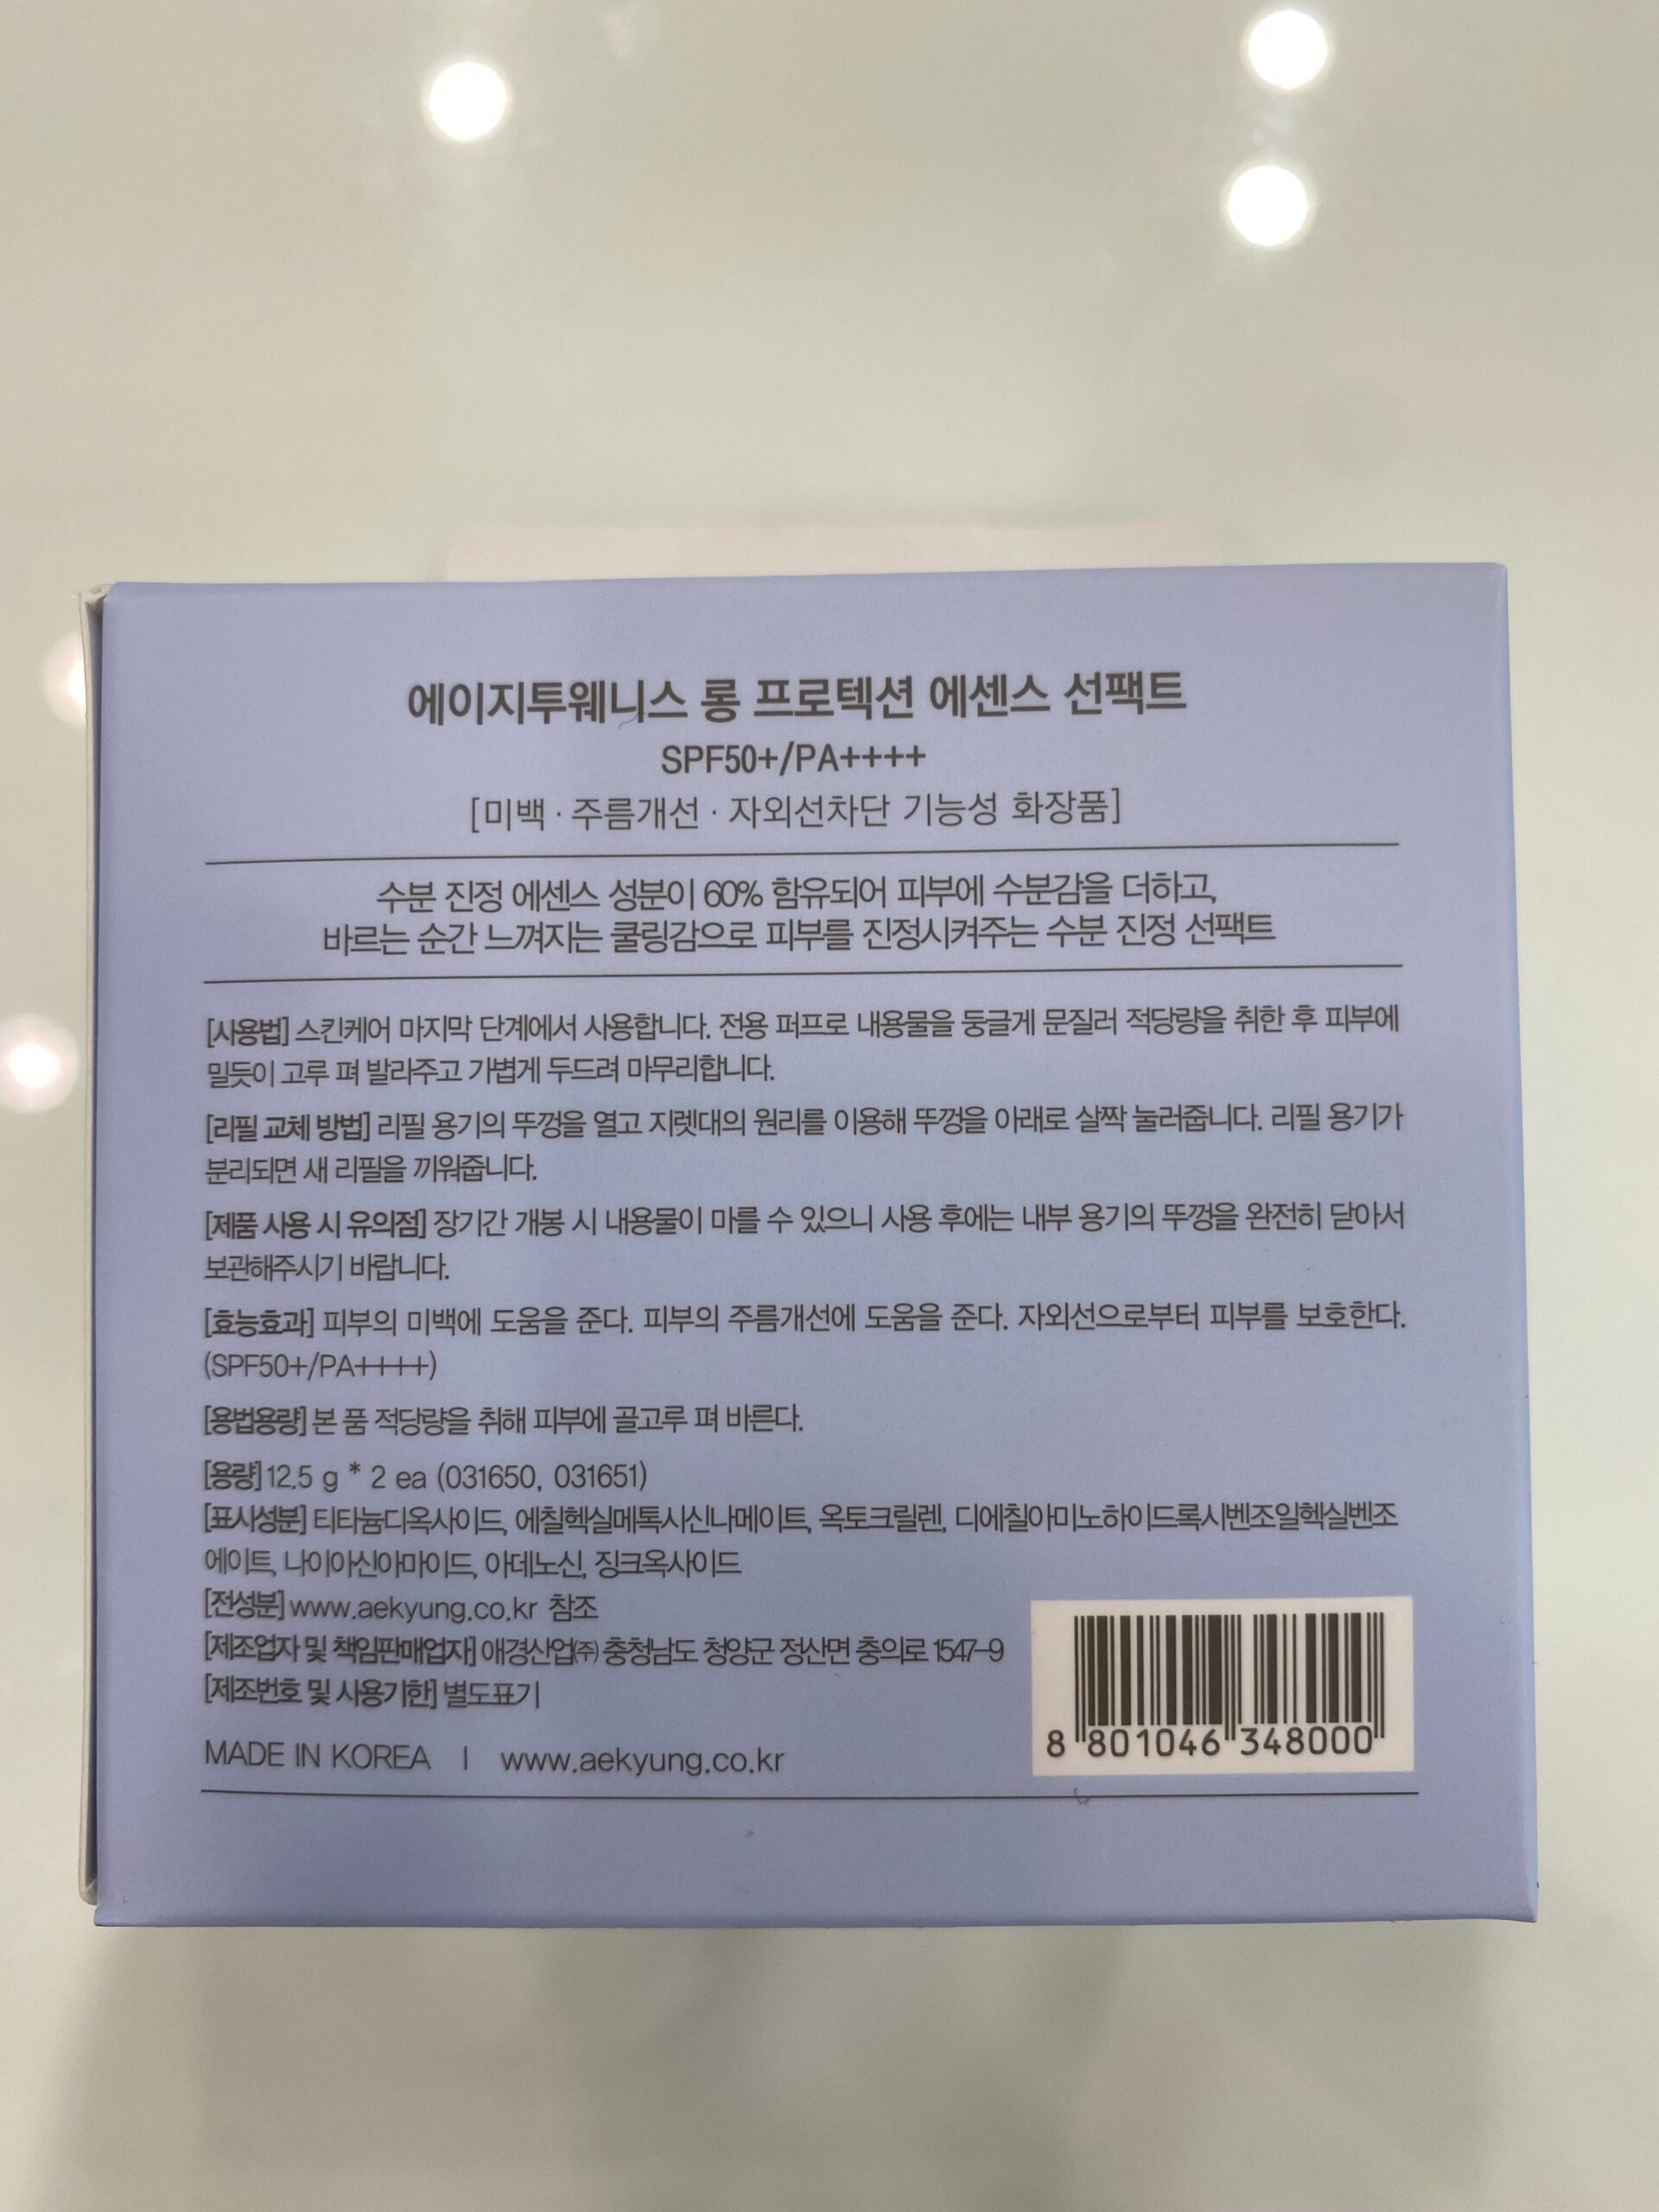 에이지투웨니스 롱 프로텍션 에센스 선팩트
SPF50+/PA++++
[미백 · 주름개선 · 자외선차단 기능성 화장품]
수분 진정 에센스 성분이 60% 함유되어 피부에 수분감을 더하고,
바르는 순간 느껴지는 쿨링감으로 피부를 진정시켜주는 수분 진정 선팩트
[사용법] 스킨케어 마지막 단계에서 사용합니다. 전용 퍼프로 내용물을 둥글게 문질러 적당량을 취한 후 피부에
밀듯이 고루 펴 발라주고 가볍게 두드려 마무리합니다.
[리필 교체 방법] 리필 용기의 뚜껑을 열고 지렛대의 원리를 이용해 뚜껑을 아래로 살짝 눌러줍니다. 리필 용기가
분리되면 새 리필을 끼워줍니다.
[제품 사용 시 유의점] 장기간 개봉 시 내용물이 마를 수 있으니 사용 후에는 내부 용기의 뚜껑을 완전히 닫아서
보관해주시기 바랍니다.
[효능효과] 피부의 미백에 도움을 준다. 피부의 주름개선에 도움을 준다. 자외선으로부터 피부를 보호한다.
(SPF50+/PA++++)
[용법용량] 본 품 적당량을 취해 피부에 골고루 펴 바른다.
[용량] 12.5 g * 2 ea (031650, 031651)
[표시성분] 티타늄디옥사이드, 에칠헥실메톡시신나메이트, 옥토크릴렌, 디에칠아미노하이드록시벤조일헥실벤조
에이트, 나이아신아마이드, 아데노신, 징크옥사이드
[전성분] www.aekyung.co.kr 참조
[제조업자 및 책임판매업자] 애경산업㈜ 충청남도 청양군 정산면 충의로 1547-9
[제조번호 및 사용기한] 별도표기
MADE IN KOREA | www.aekyung.co.kr
8 801046 348000